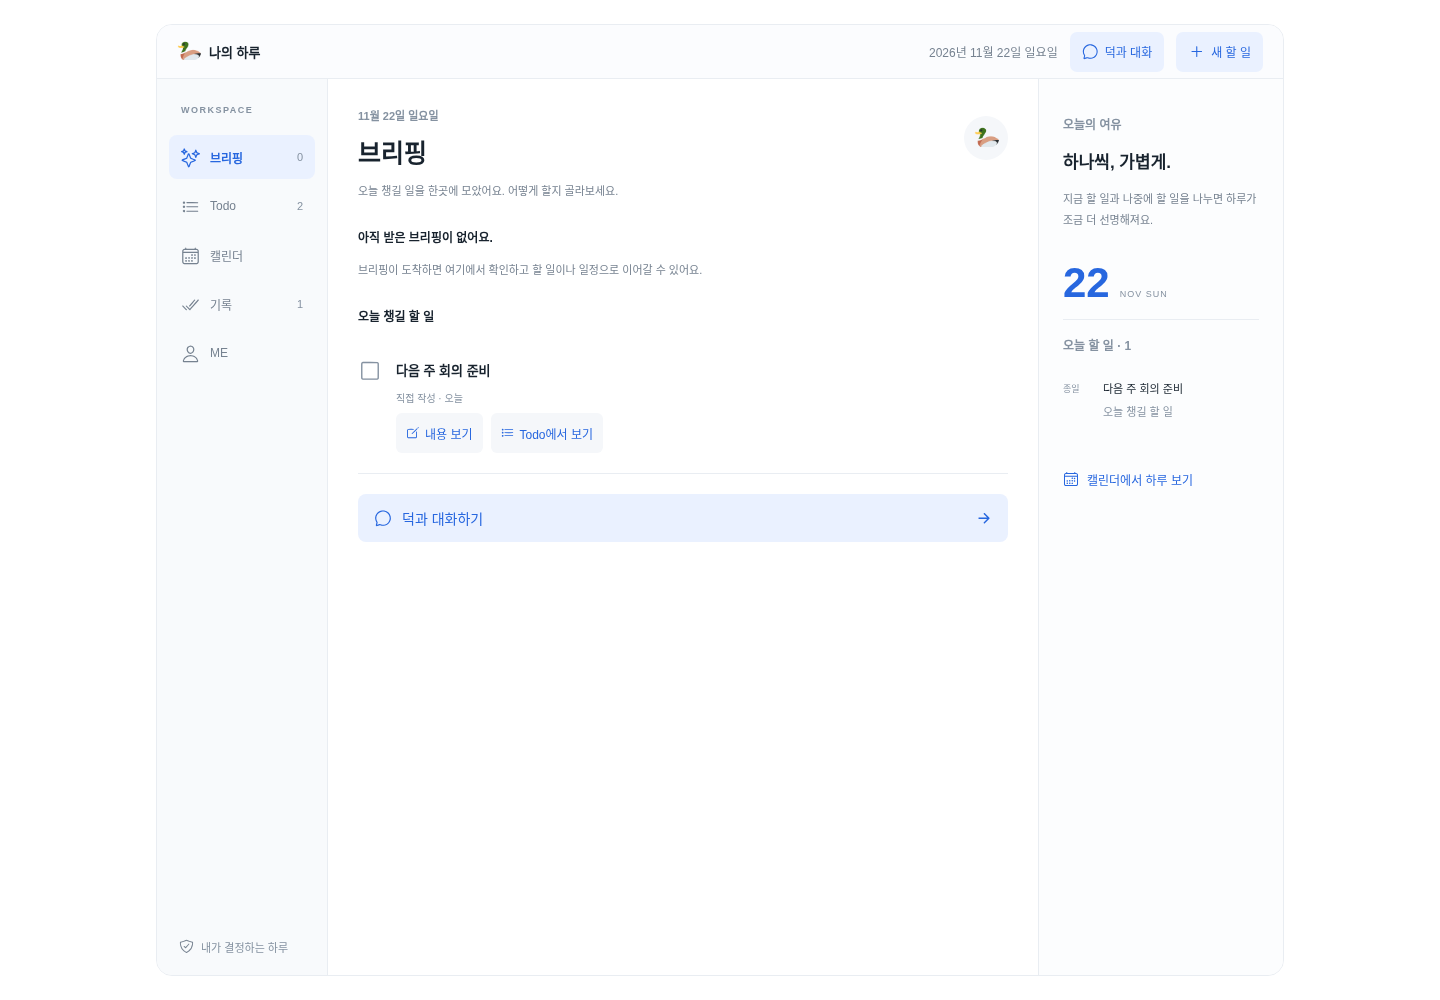 나의 하루
2026년 11월 22일 일요일
덕과 대화
새 할 일
WORKSPACE
브리핑 0
Todo 2
캘린더
기록 1
ME
내가 결정하는 하루
11월 22일 일요일
브리핑
오늘 챙길 일을 한곳에 모았어요. 어떻게 할지 골라보세요.
아직 받은 브리핑이 없어요.
브리핑이 도착하면 여기에서 확인하고 할 일이나 일정으로 이어갈 수 있어요.
오늘 챙길 할 일
다음 주 회의 준비
직접 작성 · 오늘
내용 보기
Todo에서 보기
덕과 대화하기
오늘의 여유
하나씩, 가볍게.
지금 할 일과 나중에 할 일을 나누면 하루가
조금 더 선명해져요.
22 NOV SUN
오늘 할 일 · 1
종일 다음 주 회의 준비
오늘 챙길 할 일
캘린더에서 하루 보기